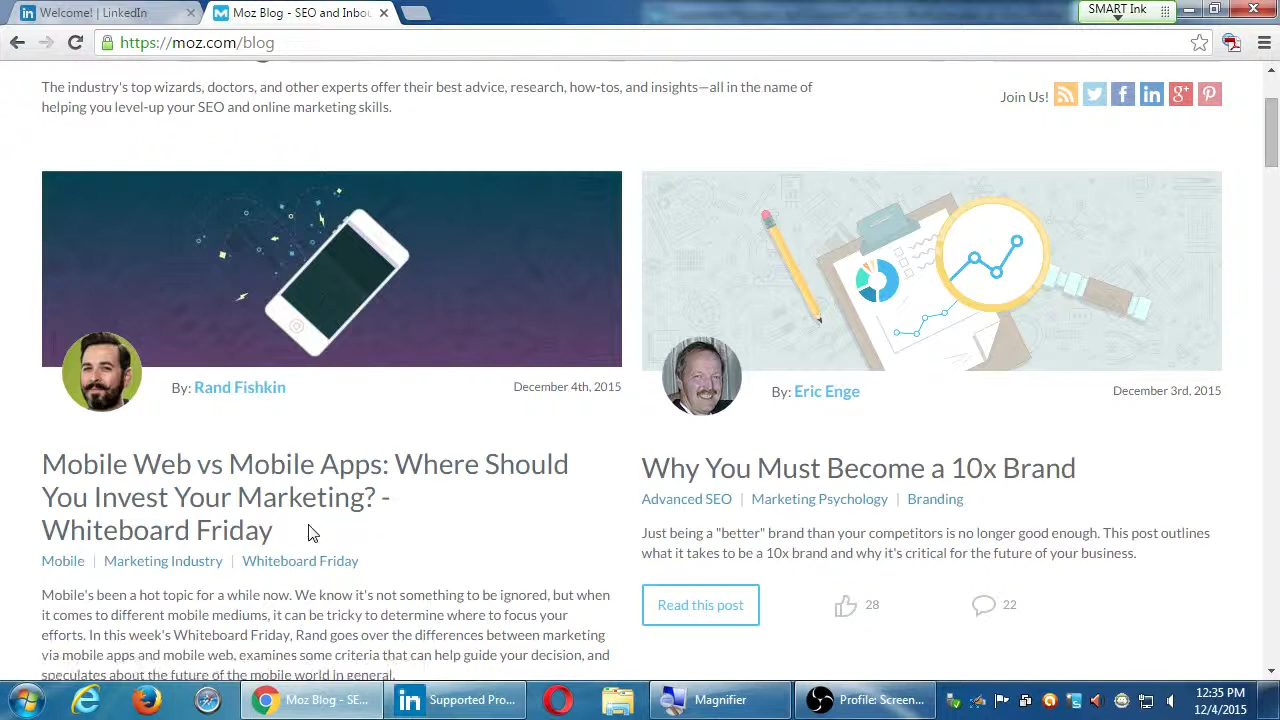 Welcome! | LinkedIn
Moz Blog - SEO and Inbou
SMART Ink
https://moz.com/blog
The industry's top wizards, doctors, and other experts offer their best advice, research, how-tos, and insights—all in the name of
helping you level-up your SEO and online marketing skills.
Join Us!
By: Rand Fishkin
December 4th, 2015
Mobile Web vs Mobile Apps: Where Should
You Invest Your Marketing? -
Whiteboard Friday
Mobile | Marketing Industry | Whiteboard Friday
Mobile's been a hot topic for a while now. We know it's not something to be ignored, but when
it comes to different mobile mediums, it can be tricky to determine where to focus your
efforts. In this week's Whiteboard Friday, Rand goes over the differences between marketing
via mobile apps and mobile web, examines some criteria that can help guide your decision, and
speculates about the future of the mobile world in general.
By: Eric Enge
December 3rd, 2015
Why You Must Become a 10x Brand
Advanced SEO | Marketing Psychology | Branding
Just being a "better" brand than your competitors is no longer good enough. This post outlines
what it takes to be a 10x brand and why it's critical for the future of your business.
Read this post
28
22
Moz Blog - SE...
Supported Pro...
Magnifier
Profile: Screen...
12:35 PM
12/4/2015